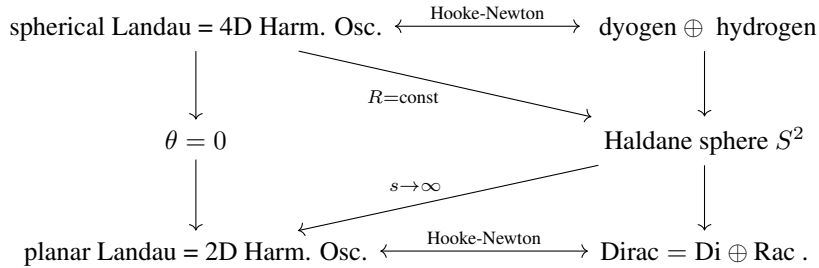 Hooke-Newton
spherical Landau = 4D Harm. Osc. dyogen ⊕ hydrogen
R=const
θ = 0 Haldane sphere S²
s→∞
Hooke-Newton
planar Landau = 2D Harm. Osc. Dirac = Di ⊕ Rac .